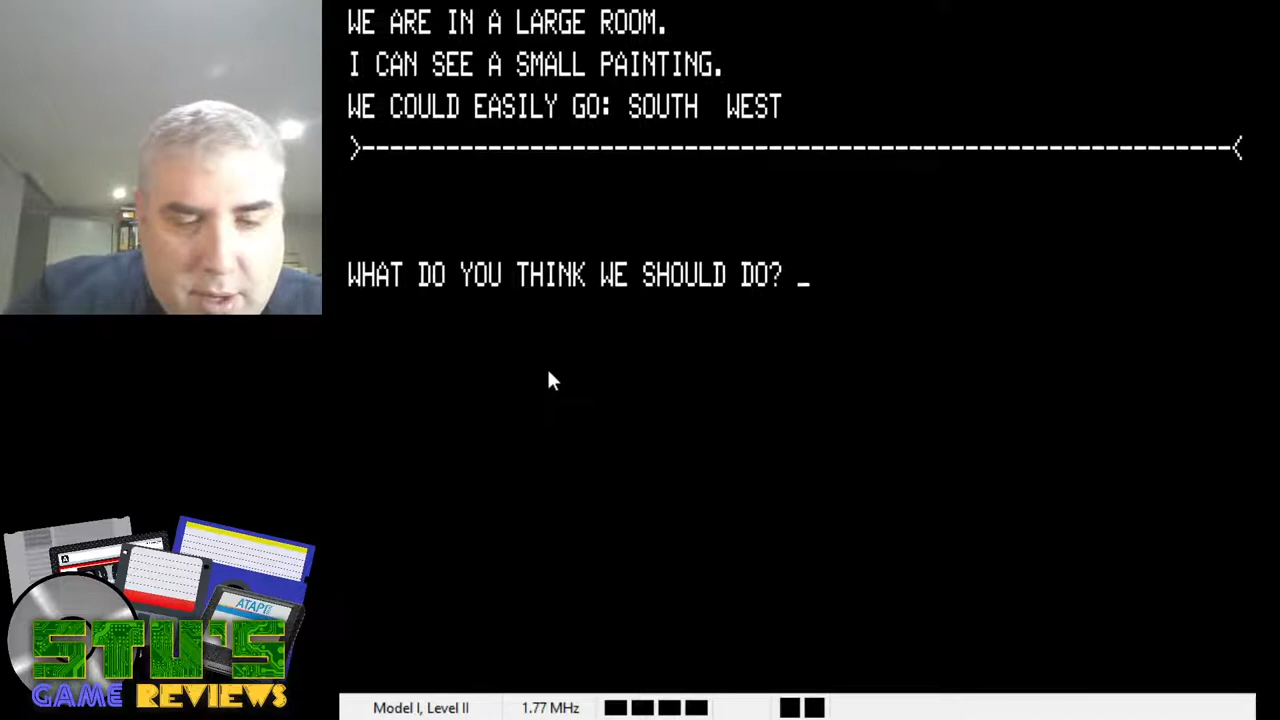 WE ARE IN A LARGE ROOM.
I CAN SEE A SMALL PAINTING.
WE COULD EASILY GO: SOUTH  WEST
>---------------------------------------------------------------<
WHAT DO YOU THINK WE SHOULD DO? _
ATARI
STU'S
GAME REVIEWS
Model I, Level II
1.77 MHz